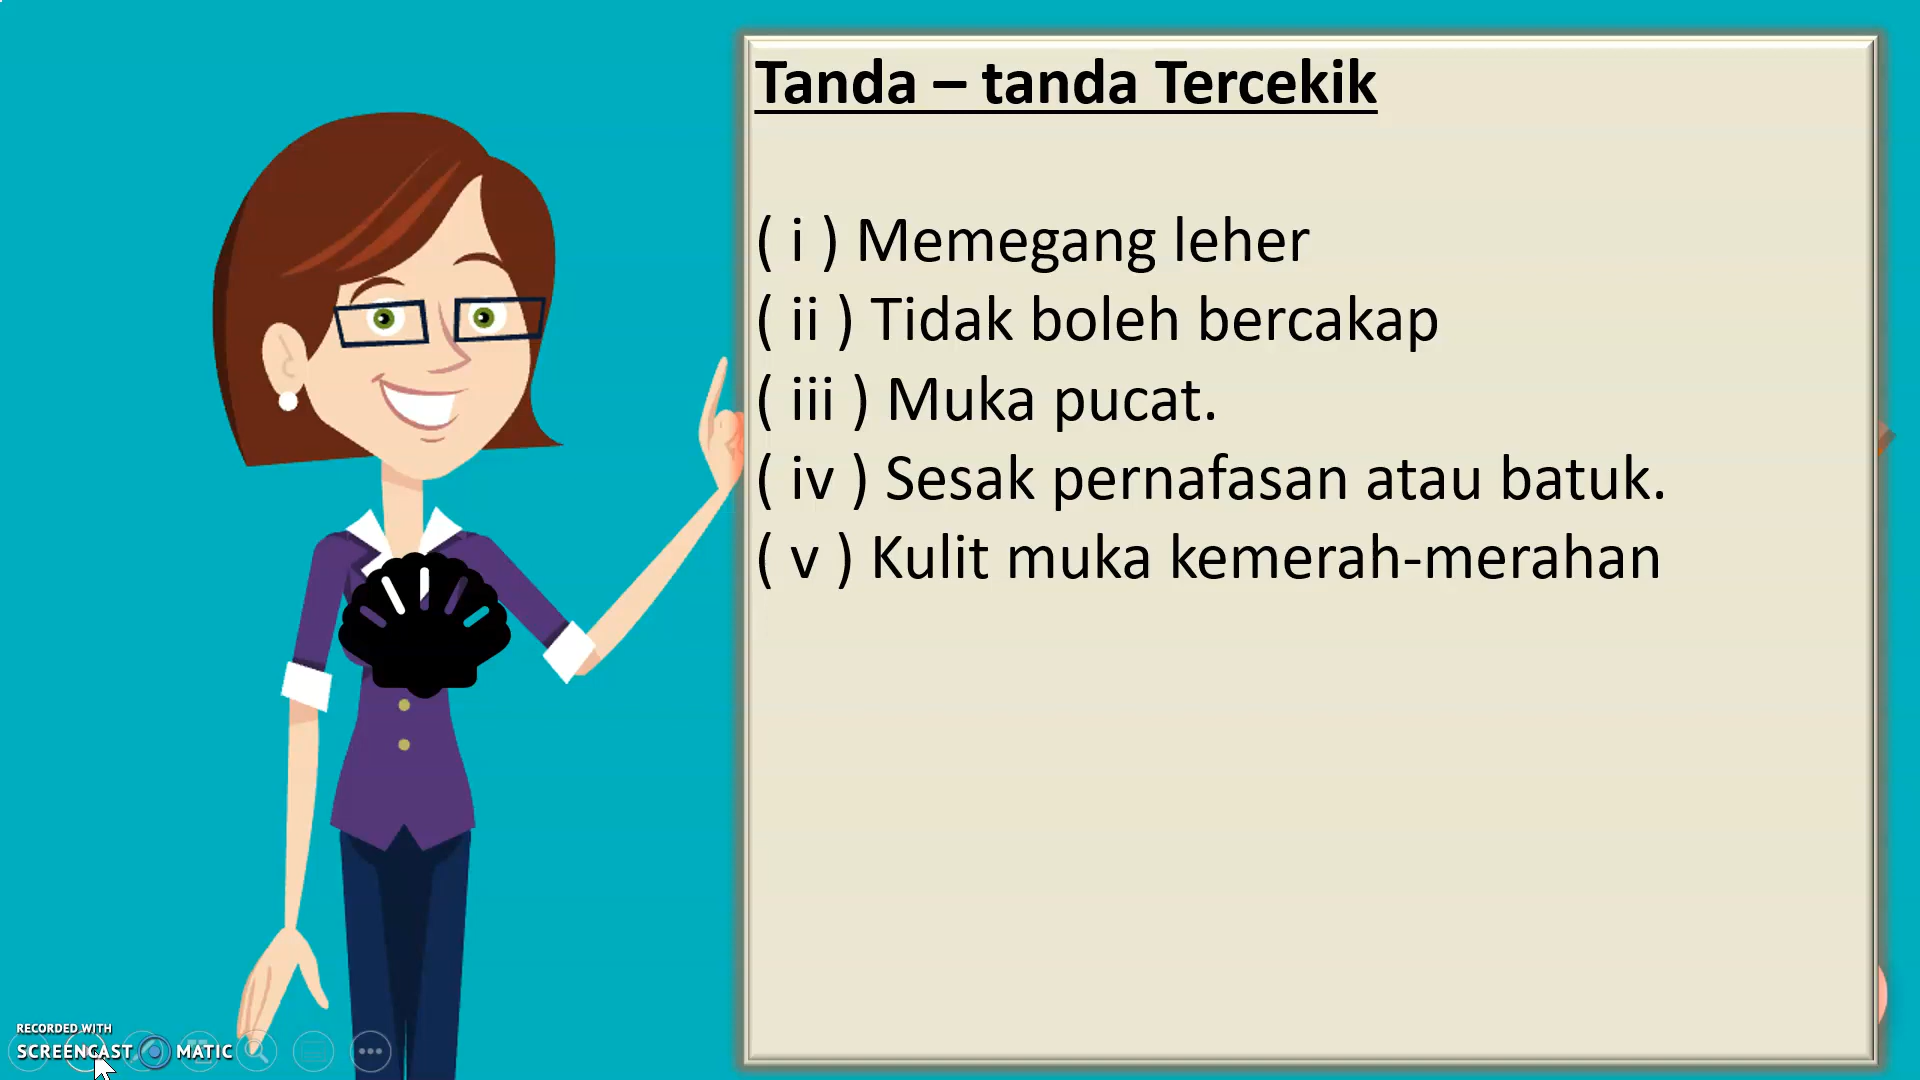 Tanda – tanda Tercekik
( i ) Memegang leher
( ii ) Tidak boleh bercakap
( iii ) Muka pucat.
( iv ) Sesak pernafasan atau batuk.
( v ) Kulit muka kemerah-merahan
RECORDED WITH
SCREENCAST MATIC